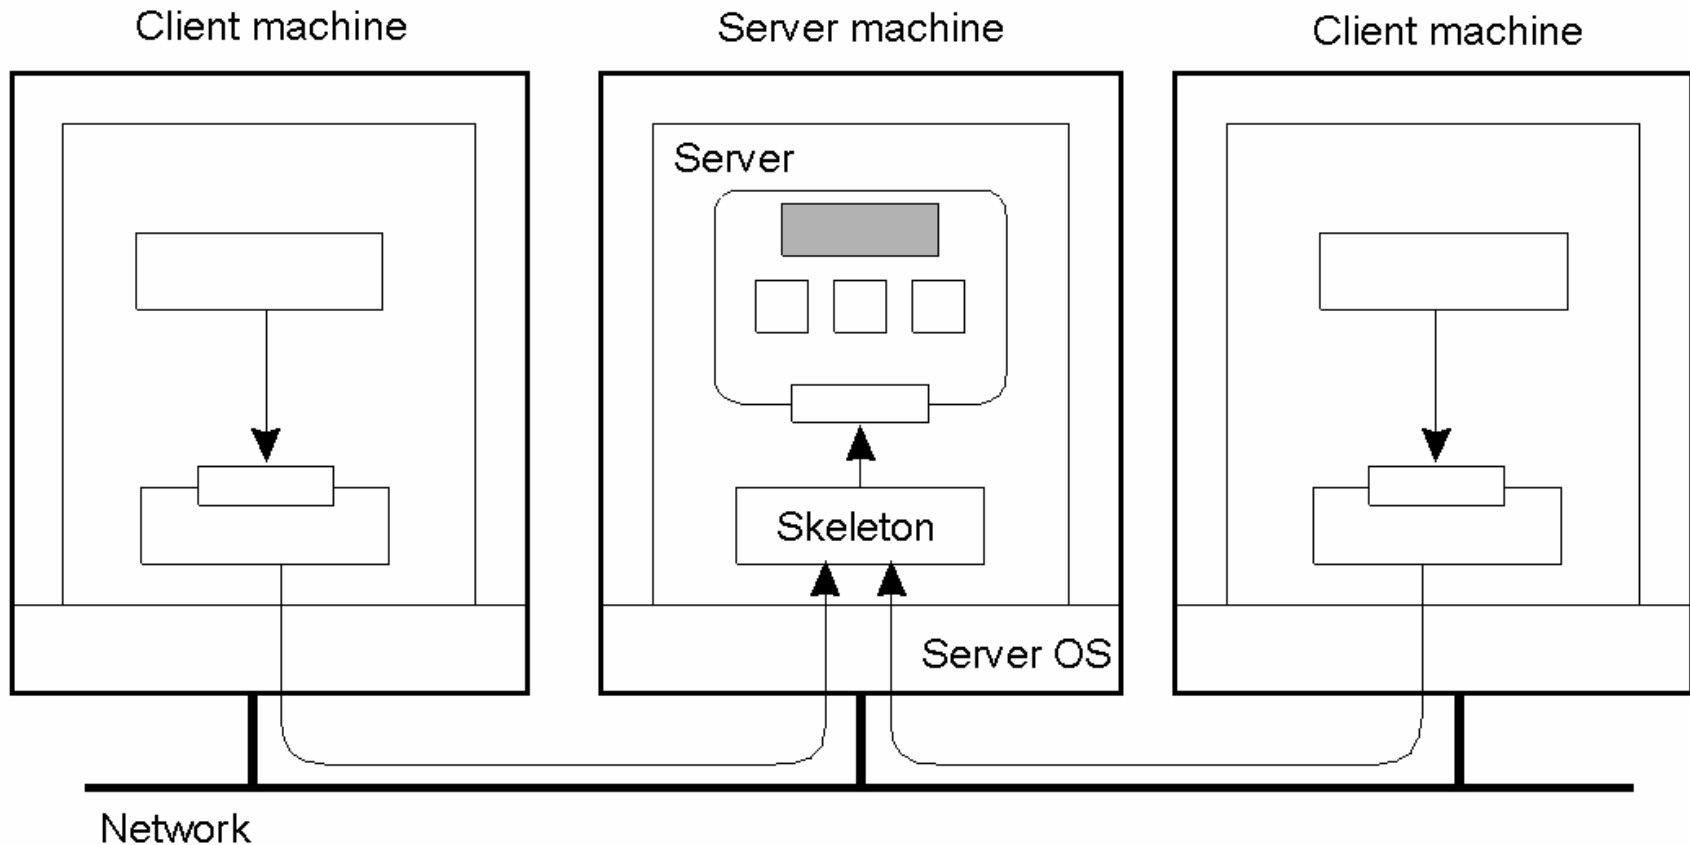 Client machine
Server machine
Client machine
Server
Skeleton
Server OS
Network